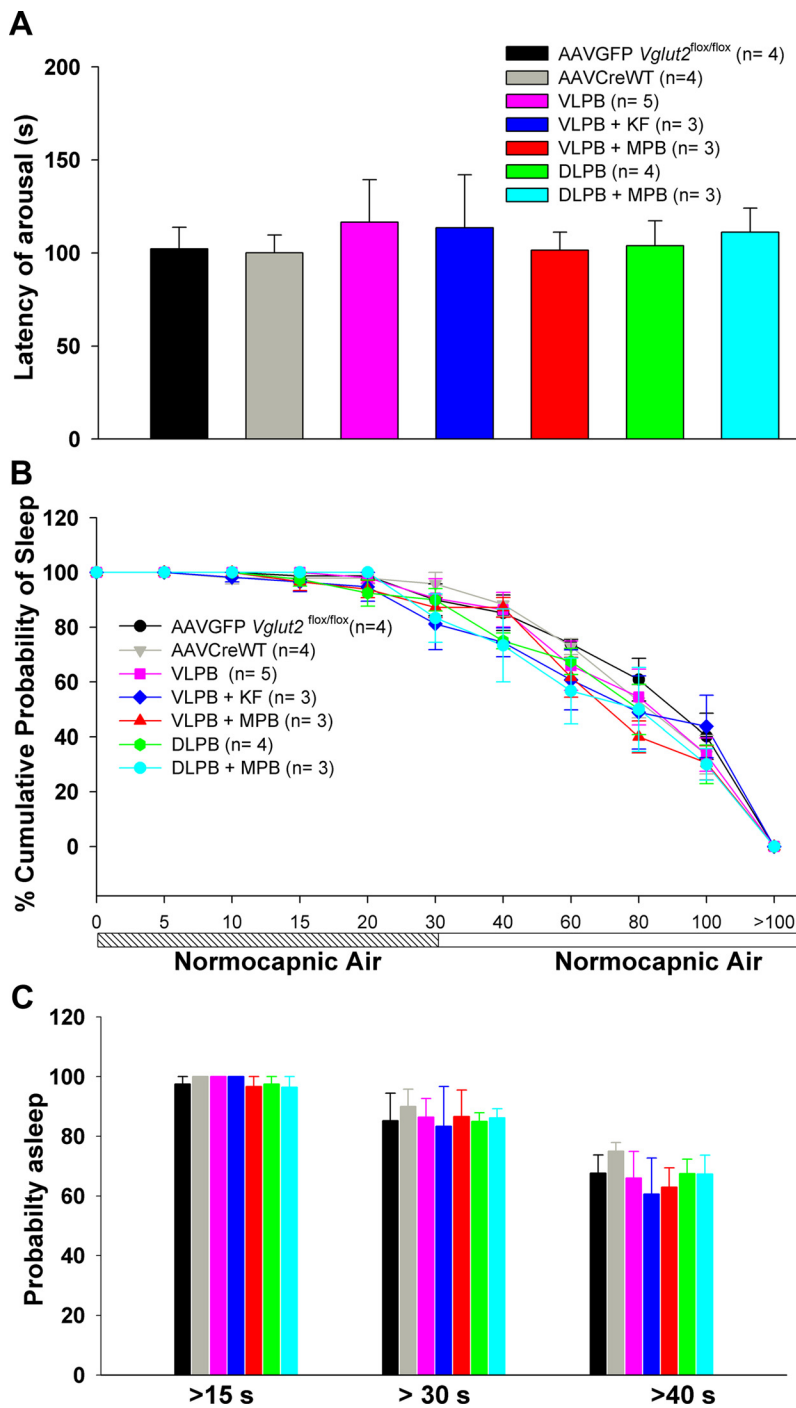 A
Latency of arousal (s)
200
150
100
50
0
AAVGFP Vglut2flox/flox (n= 4)
AAVCreWT (n=4)
VLPB (n= 5)
VLPB + KF (n= 3)
VLPB + MPB (n= 3)
DLPB (n= 4)
DLPB + MPB (n= 3)
B
% Cumulative Probability of Sleep
120
100
80
60
40
20
0
AAVGFP Vglut2 flox/flox (n=4)
AAVCreWT (n=4)
VLPB (n= 5)
VLPB + KF (n= 3)
VLPB + MPB (n= 3)
DLPB (n= 4)
DLPB + MPB (n= 3)
0 5 10 15 20 30 40 60 80 100 >100
Normocapnic Air Normocapnic Air
C
Probabilty asleep
120
100
80
60
40
20
0
>15 s > 30 s >40 s